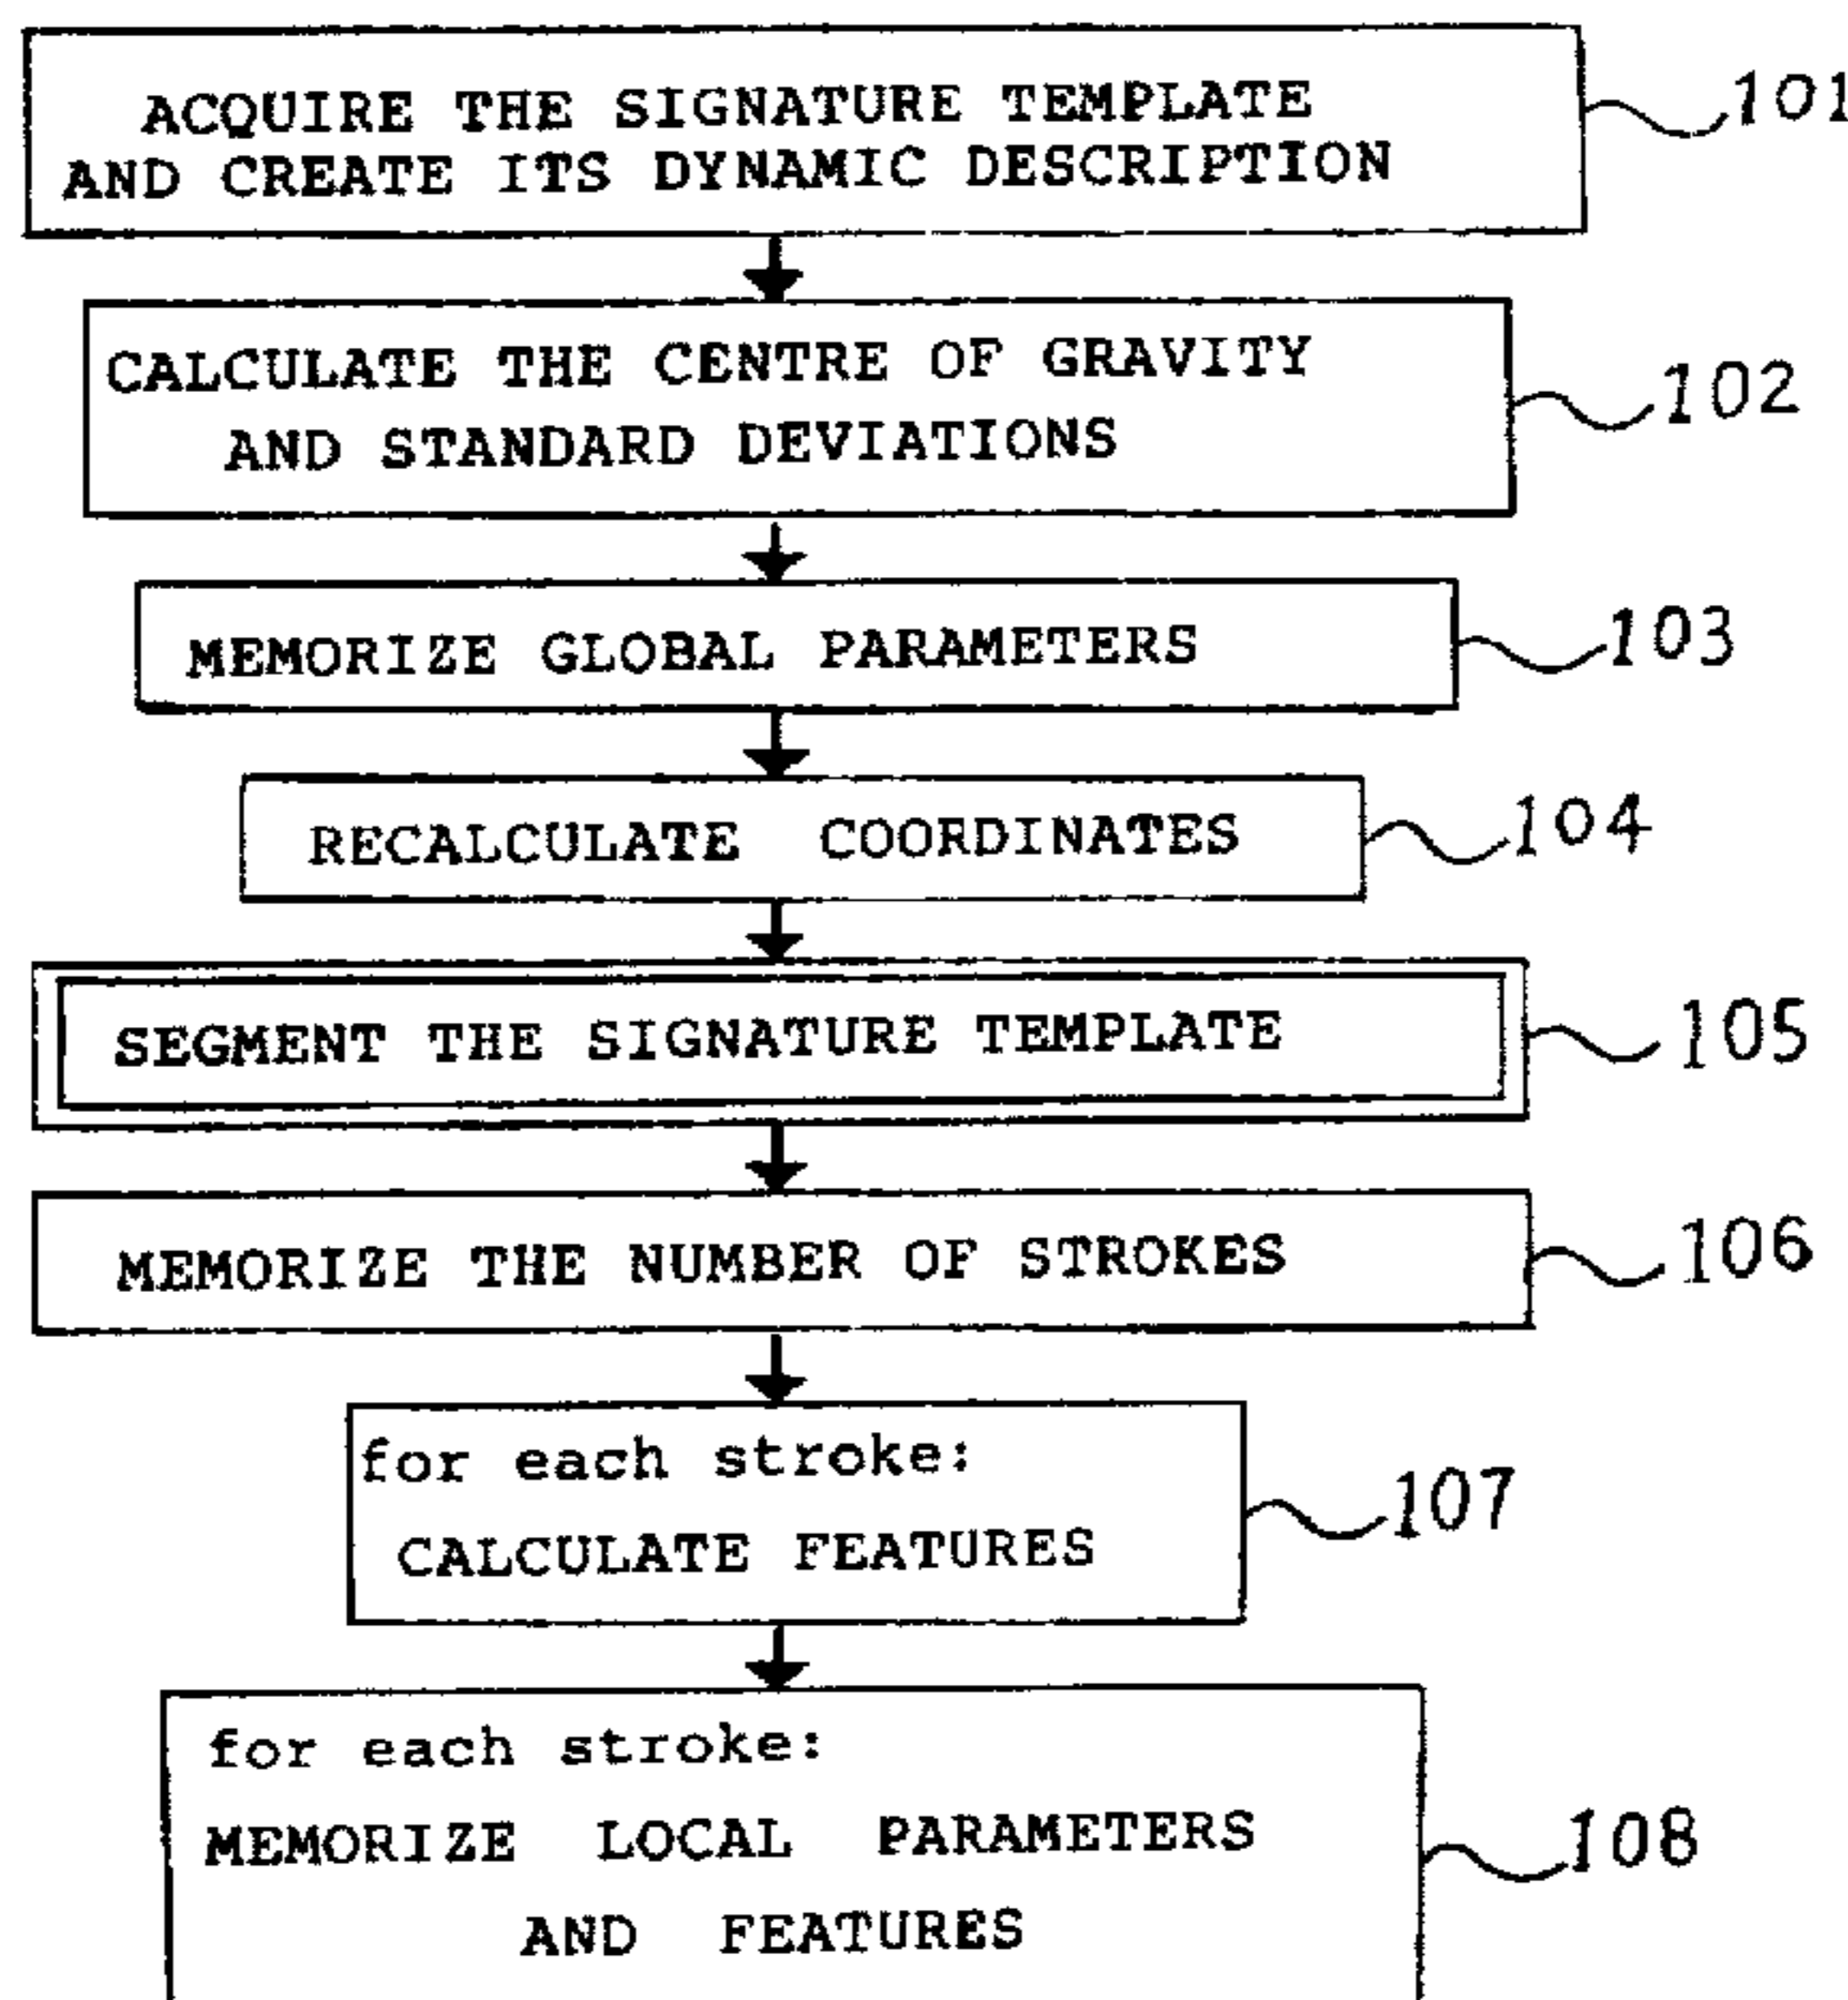 ACQUIRE THE SIGNATURE TEMPLATE
AND CREATE ITS DYNAMIC DESCRIPTION
101
CALCULATE THE CENTRE OF GRAVITY
AND STANDARD DEVIATIONS
102
MEMORIZE GLOBAL PARAMETERS
103
RECALCULATE COORDINATES
104
SEGMENT THE SIGNATURE TEMPLATE
105
MEMORIZE THE NUMBER OF STROKES
106
for each stroke:
CALCULATE FEATURES
107
for each stroke:
MEMORIZE LOCAL PARAMETERS
AND FEATURES
108